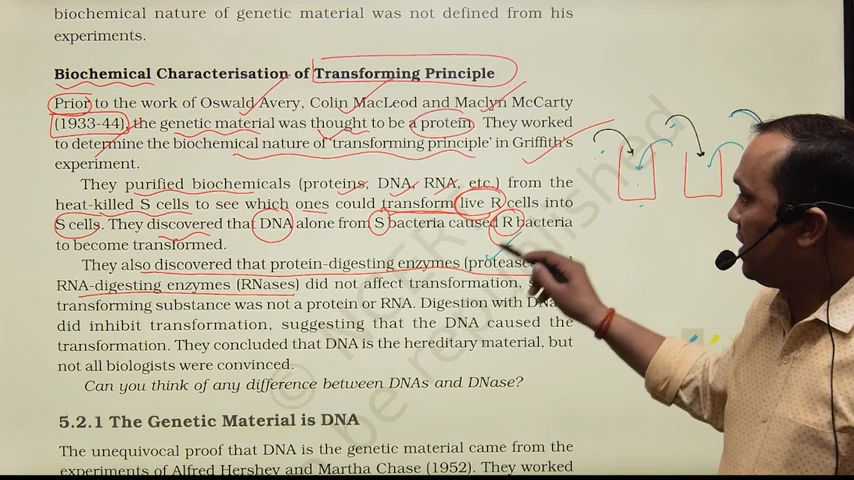 biochemical nature of genetic material was not defined from his
experiments.
Biochemical Characterisation of Transforming Principle
Prior to the work of Oswald Avery, Colin MacLeod and Maclyn McCarty
(1933-44), the genetic material was thought to be a protein. They worked
to determine the biochemical nature of 'transforming principle' in Griffith's
experiment.
They purified biochemicals (proteins, DNA, RNA, etc.) from the
heat-killed S cells to see which ones could transform live R cells into
S cells. They discovered that DNA alone from S bacteria caused R bacteria
to become transformed.
They also discovered that protein-digesting enzymes (proteases
RNA-digesting enzymes (RNases) did not affect transformation,
transforming substance was not a protein or RNA. Digestion with
did inhibit transformation, suggesting that the DNA caused the
transformation. They concluded that DNA is the hereditary material, but
not all biologists were convinced.
Can you think of any difference between DNAs and DNase?
5.2.1 The Genetic Material is DNA
The unequivocal proof that DNA is the genetic material came from the
experiments of Alfred Hershey and Martha Chase (1952). They worked